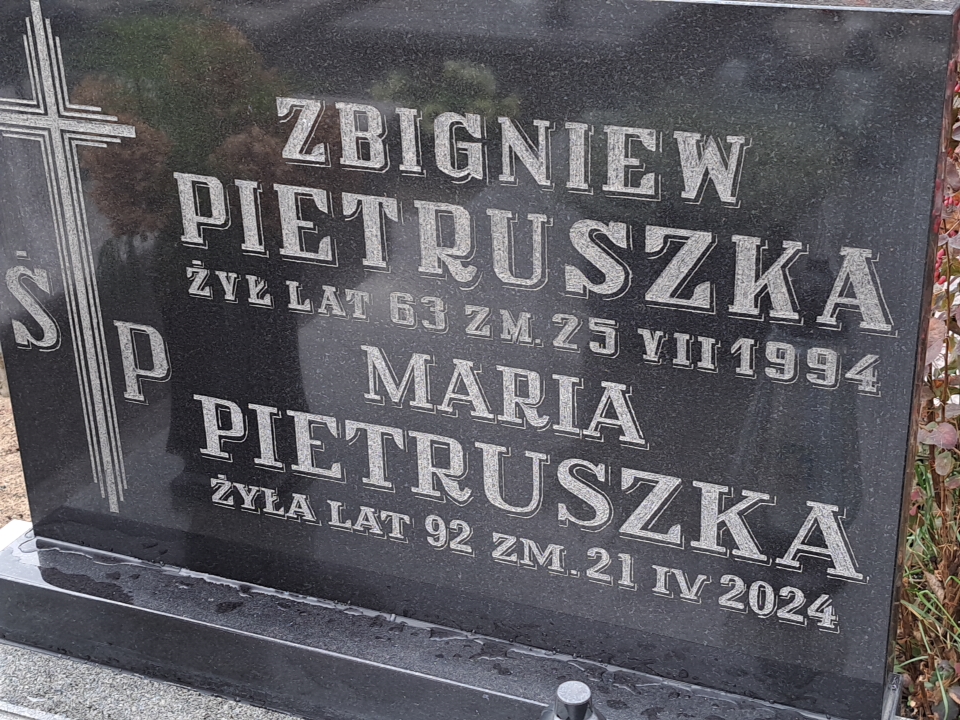 ZBIGNIEW
PIETRUSZKA
ŻYŁ LAT 63 ZM. 25 VII 1994
Ś P
MARIA
PIETRUSZKA
ŻYŁA LAT 92 ZM. 21 IV 2024